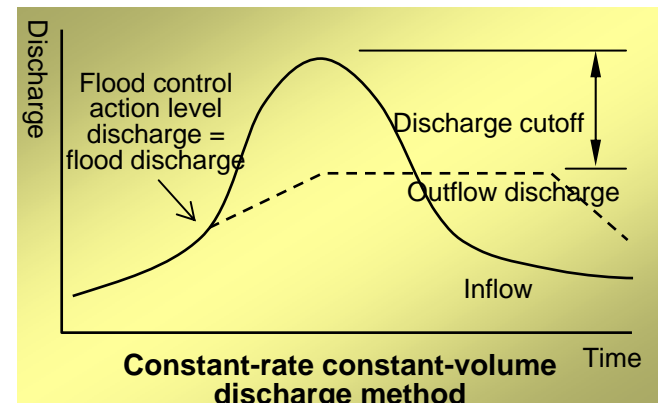 Discharge
Flood control
action level
discharge =
flood discharge
Discharge cutoff
Outflow discharge
Inflow
Time
Constant-rate constant-volume
discharge method